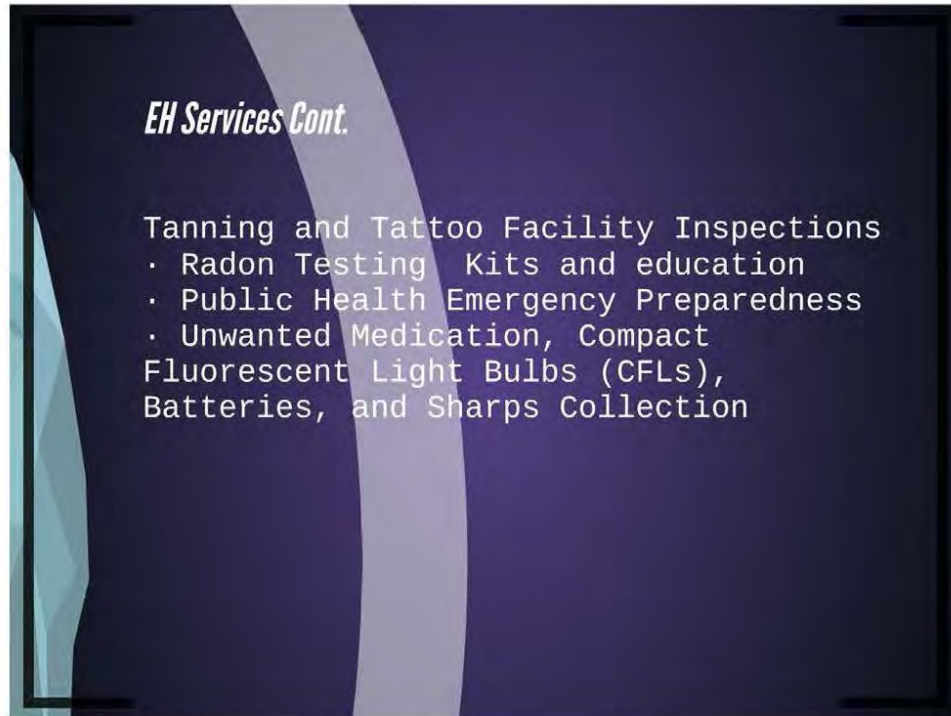 EH Services Cont.
Tanning and Tattoo Facility Inspections
· Radon Testing  Kits and education
· Public Health Emergency Preparedness
· Unwanted Medication, Compact
Fluorescent Light Bulbs (CFLs),
Batteries, and Sharps Collection